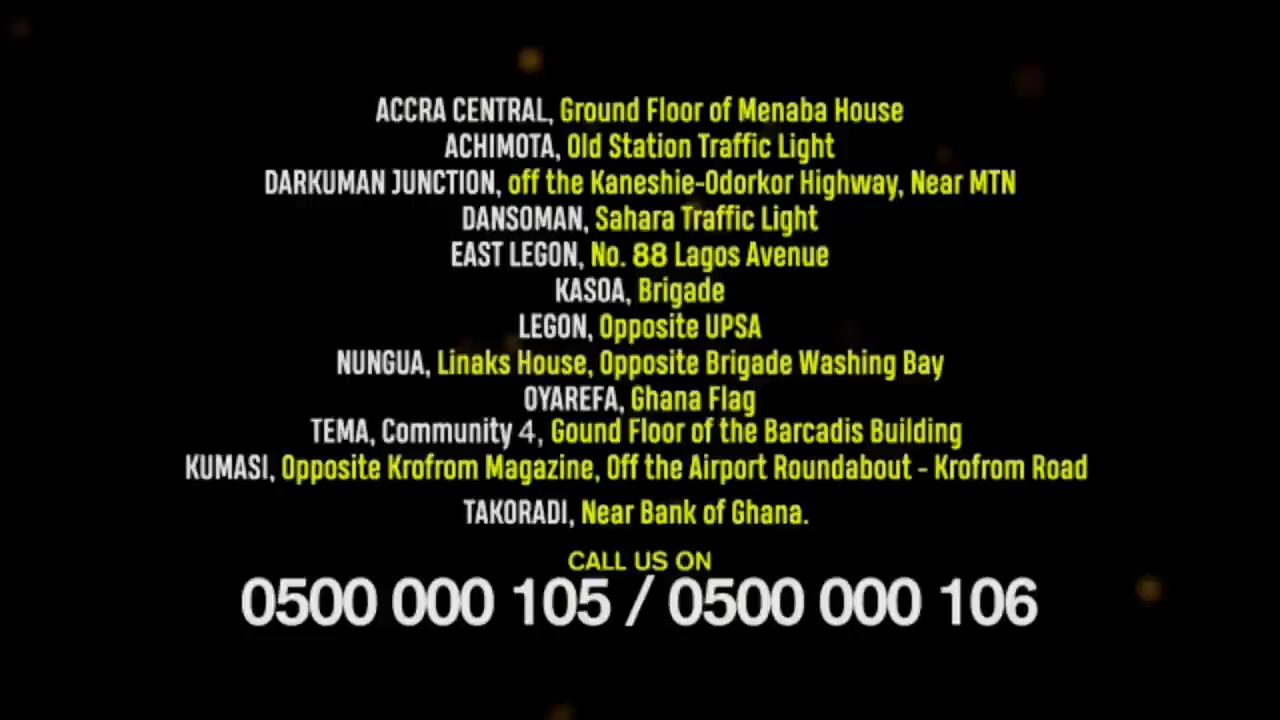 ACCRA CENTRAL, Ground Floor of Menaba House
ACHIMOTA, Old Station Traffic Light
DARKUMAN JUNCTION, off the Kaneshie-Odorkor Highway, Near MTN
DANSOMAN, Sahara Traffic Light
EAST LEGON, No. 88 Lagos Avenue
KASOA, Brigade
LEGON, Opposite UPSA
NUNGUA, Linaks House, Opposite Brigade Washing Bay
OYAREFA, Ghana Flag
TEMA, Community 4, Gound Floor of the Barcadis Building
KUMASI, Opposite Krofrom Magazine, Off the Airport Roundabout - Krofrom Road
TAKORADI, Near Bank of Ghana.
CALL US ON
0500 000 105 / 0500 000 106